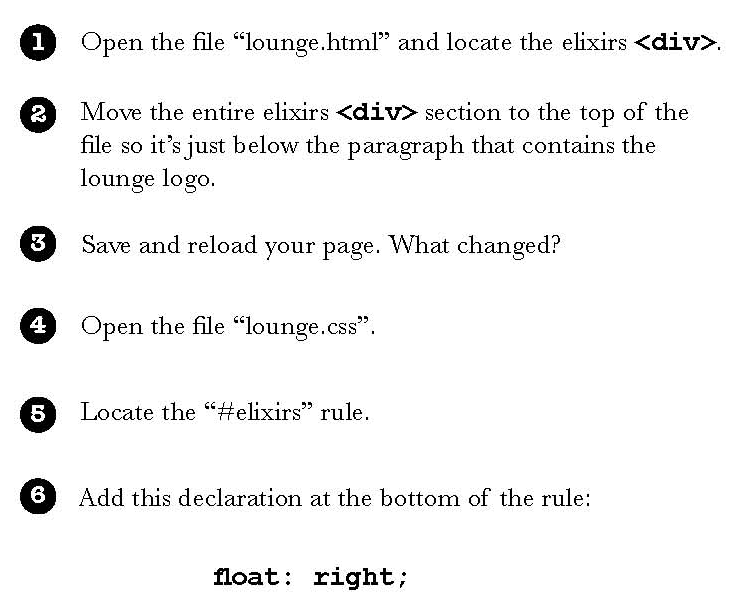 1 Open the file “lounge.html” and locate the elixirs <div>.
2 Move the entire elixirs <div> section to the top of the
file so it’s just below the paragraph that contains the
lounge logo.
3 Save and reload your page. What changed?
4 Open the file “lounge.css”.
5 Locate the “#elixirs” rule.
6 Add this declaration at the bottom of the rule:
float: right;